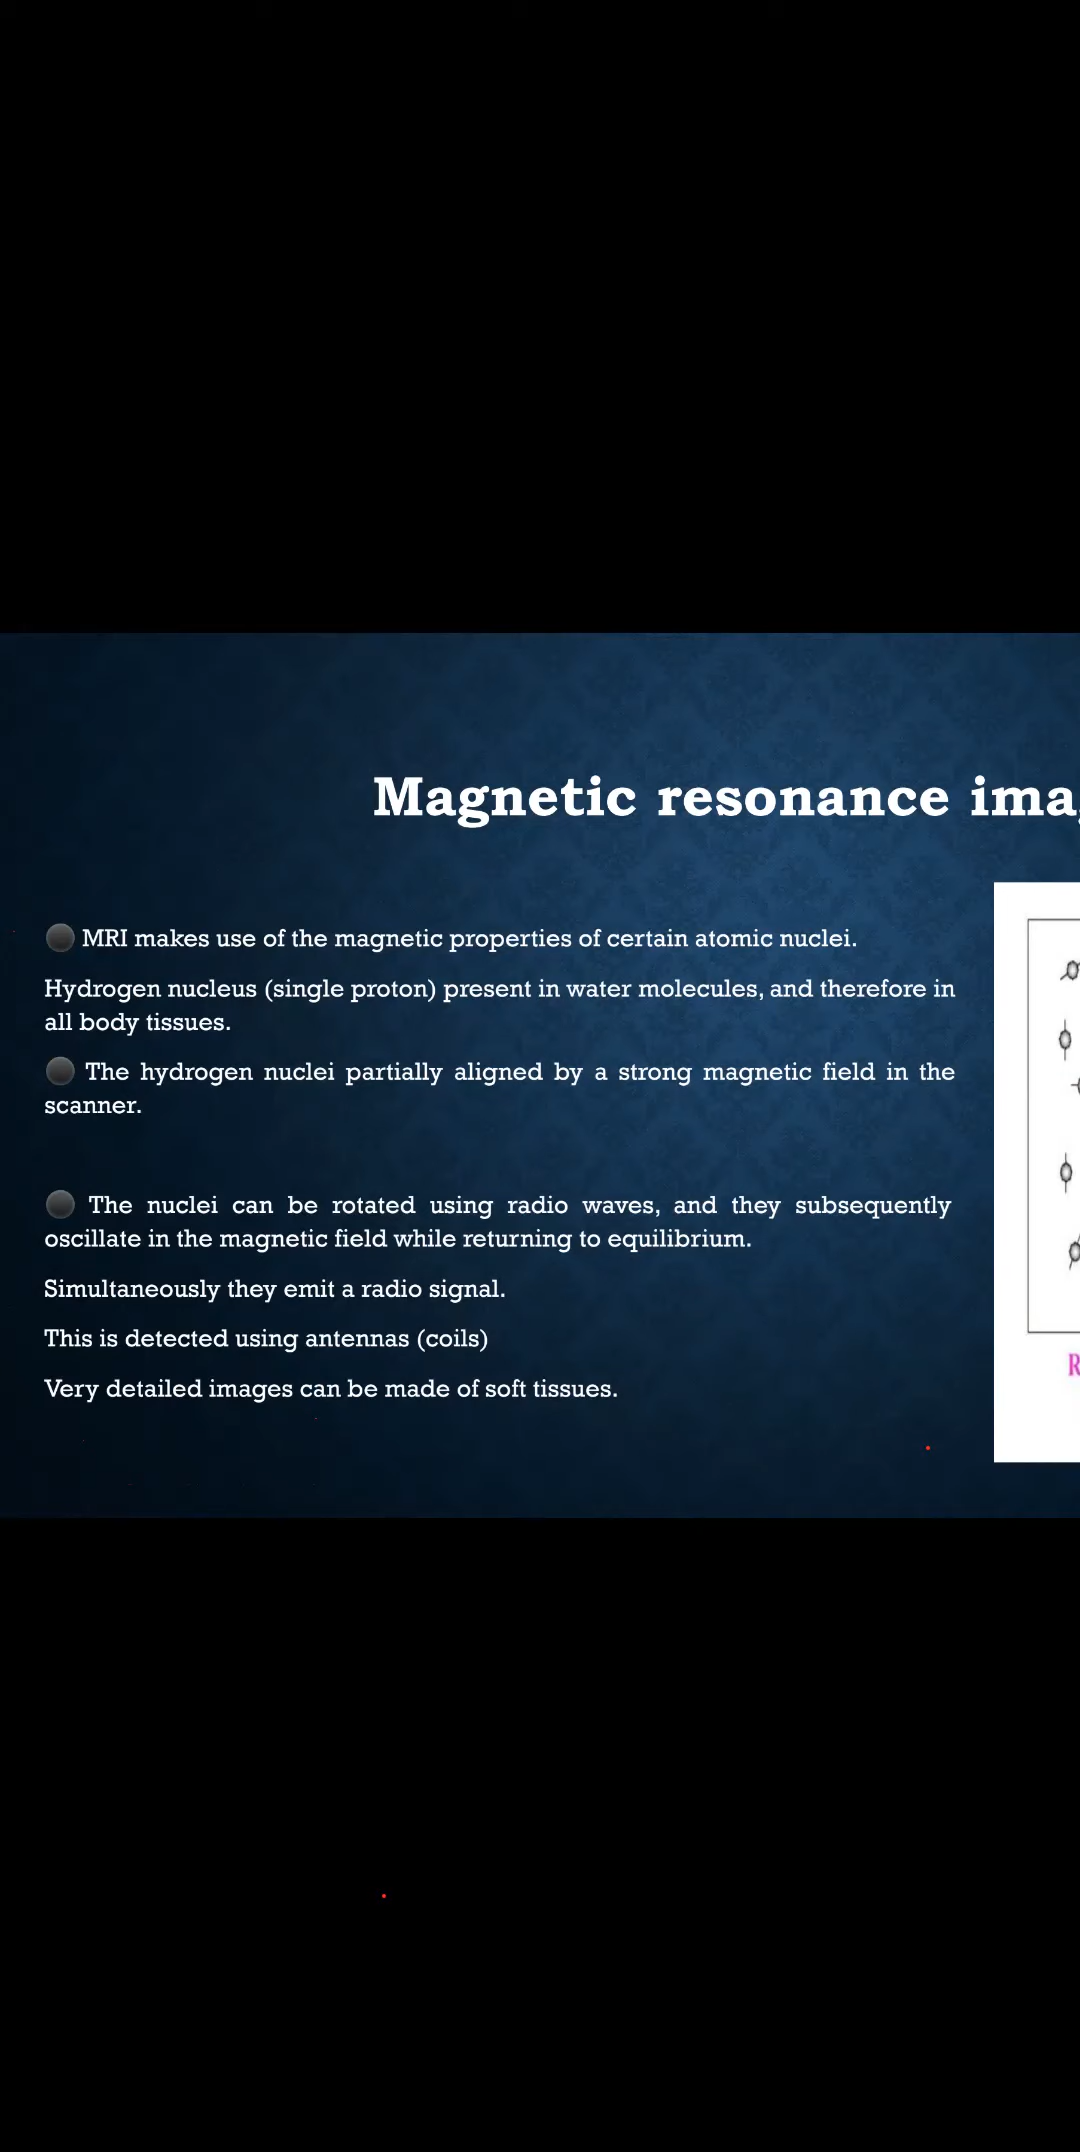 Magnetic resonance
MRI makes use of the magnetic properties of certain atomic nuclei.
Hydrogen nucleus (single proton) present in water molecules, and therefore in
all body tissues.
The hydrogen nuclei partially aligned by a strong magnetic field in the
scanner.
The nuclei can be rotated using radio waves, and they subsequently
oscillate in the magnetic field while returning to equilibrium.
Simultaneously they emit a radio signal.
This is detected using antennas (coils)
Very detailed images can be made of soft tissues.